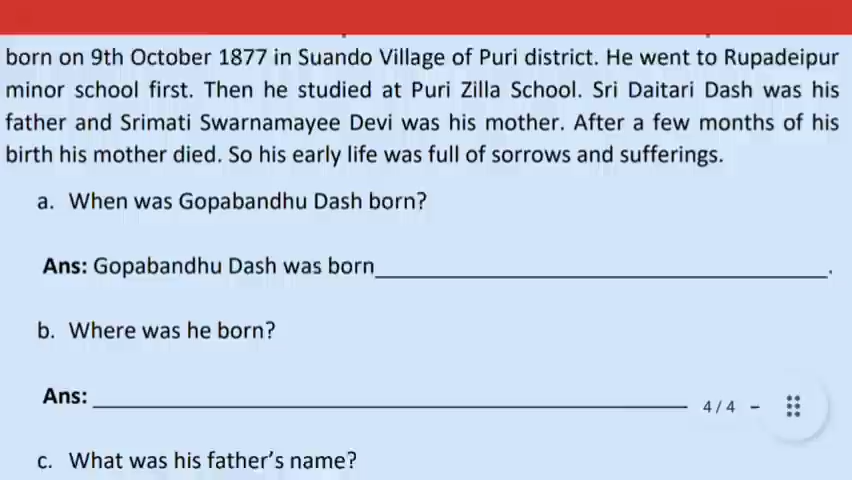 born on 9th October 1877 in Suando Village of Puri district. He went to Rupadeipur
minor school first. Then he studied at Puri Zilla School. Sri Daitari Dash was his
father and Srimati Swarnamayee Devi was his mother. After a few months of his
birth his mother died. So his early life was full of sorrows and sufferings.
a. When was Gopabandhu Dash born?
Ans: Gopabandhu Dash was born_______________.
b. Where was he born?
Ans: _______________
4 / 4 –
c. What was his father's name?